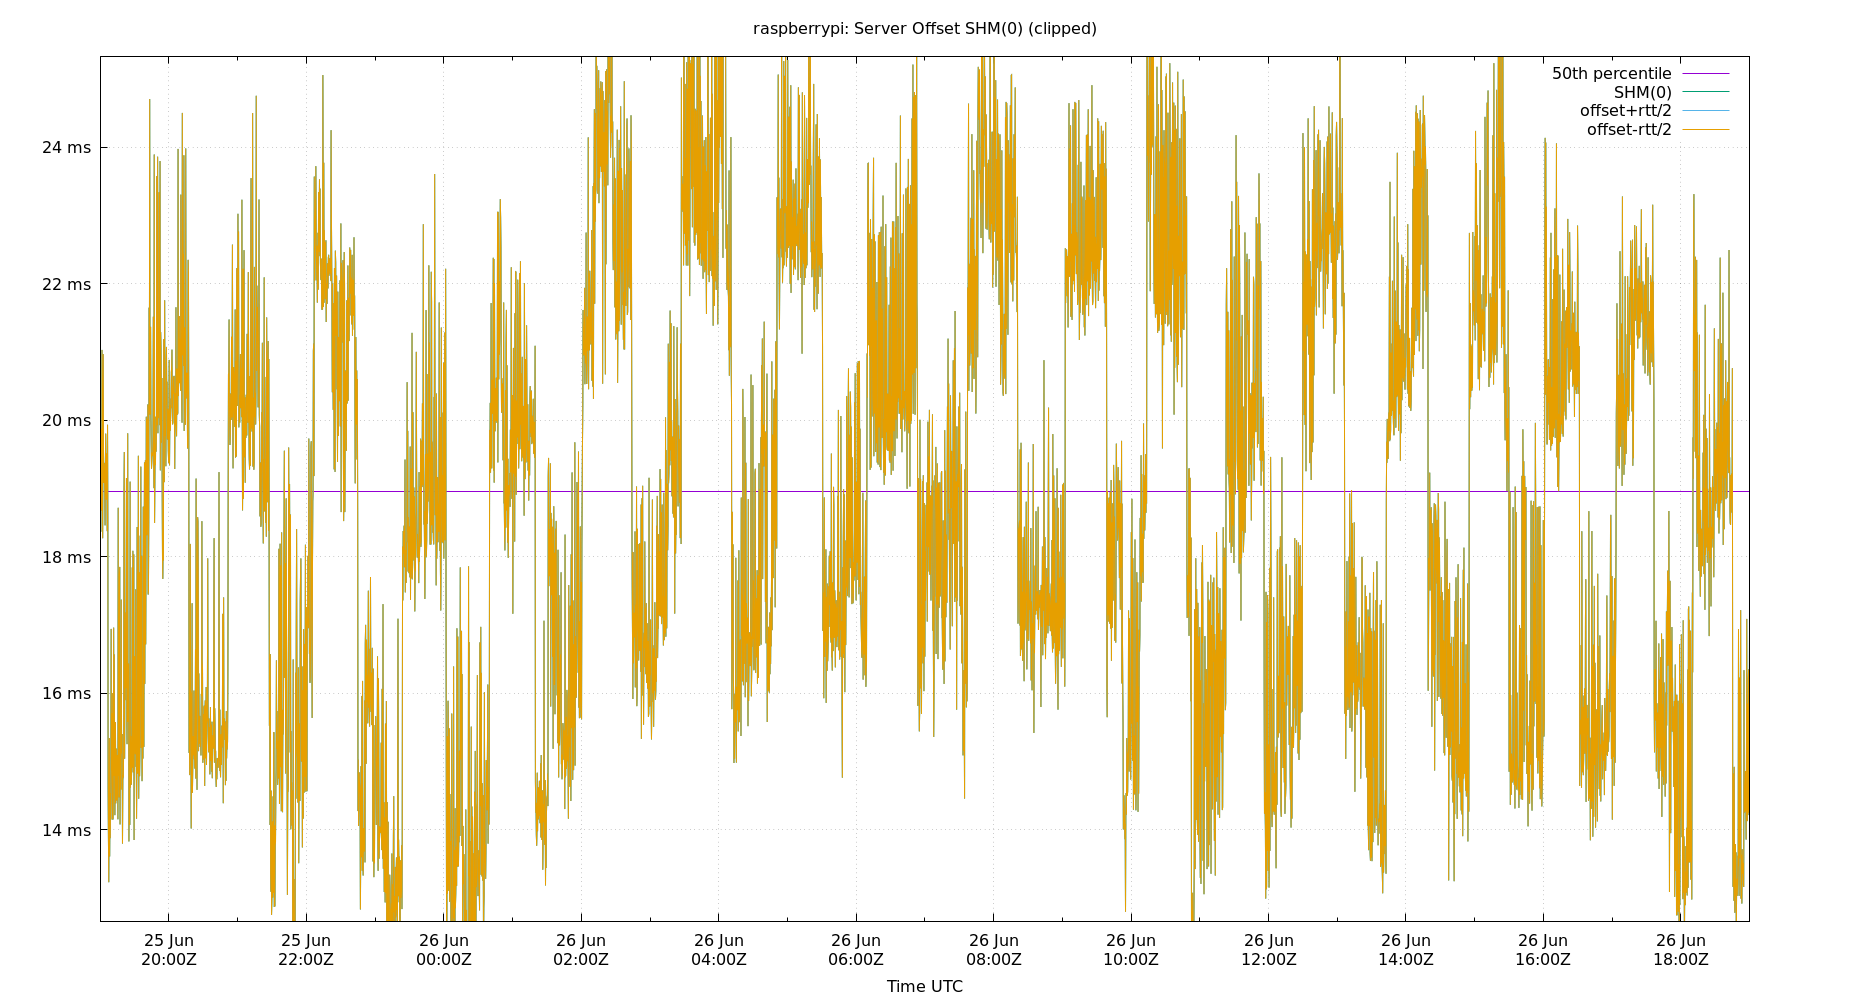 raspberrypi: Server Offset SHM(0) (clipped)
50th percentile
SHM(0)
offset+rtt/2
offset-rtt/2
24 ms
22 ms
20 ms
18 ms
16 ms
14 ms
25 Jun 25 Jun 26 Jun 26 Jun 26 Jun 26 Jun 26 Jun 26 Jun 26 Jun 26 Jun 26 Jun 26 Jun
20:00Z 22:00Z 00:00Z 02:00Z 04:00Z 06:00Z 08:00Z 10:00Z 12:00Z 14:00Z 16:00Z 18:00Z
Time UTC